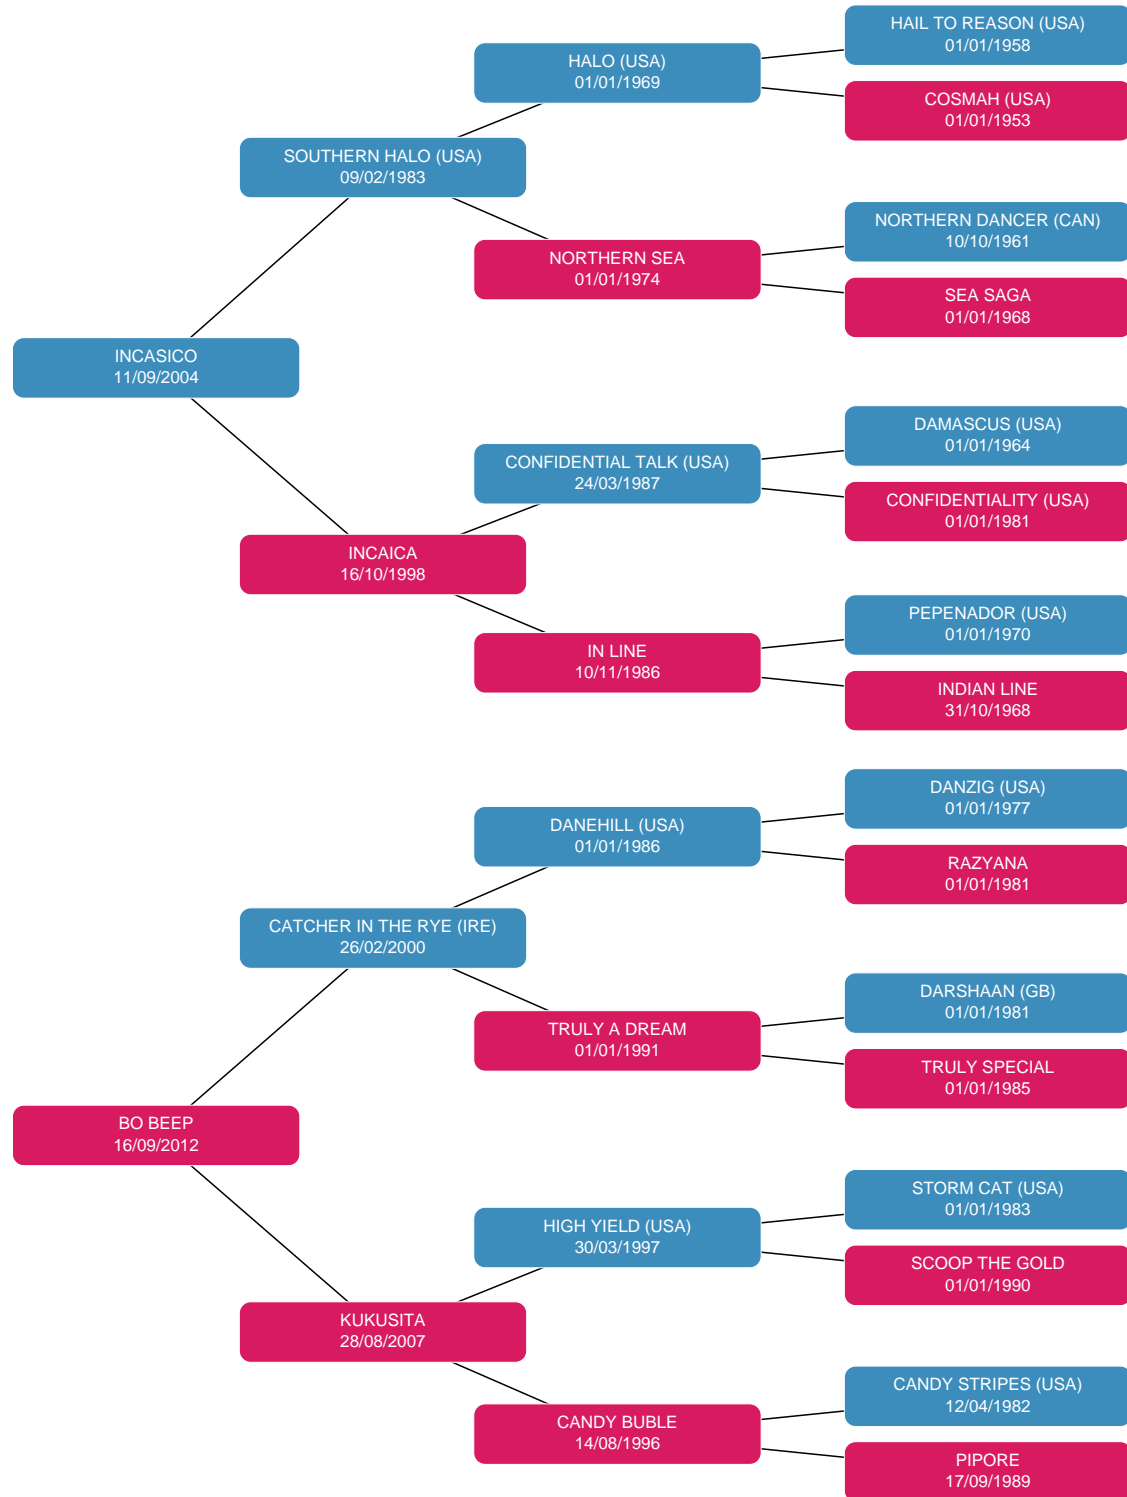 HAIL TO REASON (USA)
01/01/1958
HALO (USA)
01/01/1969
COSMAH (USA)
01/01/1953
SOUTHERN HALO (USA)
09/02/1983
NORTHERN DANCER (CAN)
10/10/1961
NORTHERN SEA
01/01/1974
SEA SAGA
01/01/1968
INCASICO
11/09/2004
DAMASCUS (USA)
01/01/1964
CONFIDENTIAL TALK (USA)
24/03/1987
CONFIDENTIALITY (USA)
01/01/1981
INCAICA
16/10/1998
PEPENADOR (USA)
01/01/1970
IN LINE
10/11/1986
INDIAN LINE
31/10/1968
DANZIG (USA)
01/01/1977
DANEHILL (USA)
01/01/1986
RAZYANA
01/01/1981
CATCHER IN THE RYE (IRE)
26/02/2000
DARSHAAN (GB)
01/01/1981
TRULY A DREAM
01/01/1991
TRULY SPECIAL
01/01/1985
BO BEEP
16/09/2012
STORM CAT (USA)
01/01/1983
HIGH YIELD (USA)
30/03/1997
SCOOP THE GOLD
01/01/1990
KUKUSITA
28/08/2007
CANDY STRIPES (USA)
12/04/1982
CANDY BUBLE
14/08/1996
PIPORE
17/09/1989